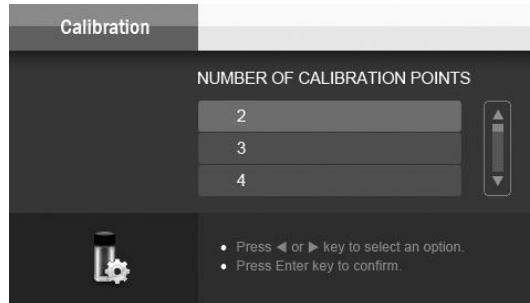 Calibration
NUMBER OF CALIBRATION POINTS
2
3
4
• Press ◀ or ▶ key to select an option.
• Press Enter key to confirm.